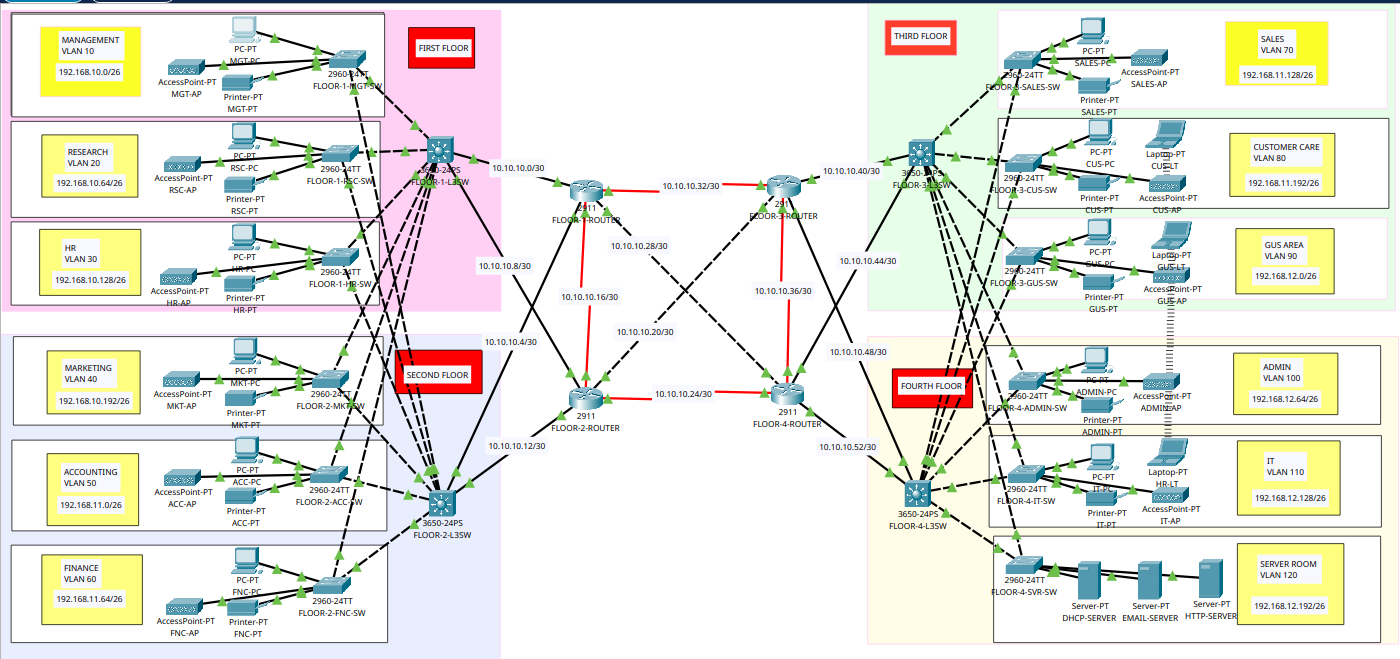 MANAGEMENT
VLAN 10
192.168.10.0/26
PC-PT
MGT-PC
AccessPoint-PT
MGT-AP
Printer-PT
MGT-PT
2960-24TT
FLOOR-1-MGT-SW
FIRST FLOOR
RESEARCH
VLAN 20
192.168.10.64/26
PC-PT
RSC-PC
RSC-AP
Printer-PT
RSC-PT
2960-24TT
FLOOR-1-RSC-SW
3650-24PS
FLOOR-1-L3SW
HR
VLAN 30
192.168.10.128/26
PC-PT
HR-PC
AccessPoint-PT
HR-AP
Printer-PT
HR-PT
2960-24TT
FLOOR-1-HR-SW
MARKETING
VLAN 40
192.168.10.192/26
PC-PT
MKT-PC
AccessPoint-PT
MKT-AP
Printer-PT
MKT-PT
2960-24TT
FLOOR-2-MKT-SW
SECOND FLOOR
ACCOUNTING
VLAN 50
192.168.11.0/26
PC-PT
ACC-PC
AccessPoint-PT
ACC-AP
Printer-PT
ACC-PT
2960-24TT
FLOOR-2-ACC-SW
3650-24PS
FLOOR-2-L3SW
FINANCE
VLAN 60
192.168.11.64/26
PC-PT
FNC-PC
AccessPoint-PT
FNC-AP
Printer-PT
FNC-PT
2960-24TT
FLOOR-2-FNC-SW
10.10.10.0/30
10.10.10.32/30
10.10.10.40/30
2911
FLOOR-1-ROUTER
FLOOR-3-ROUTER
10.10.10.28/30
10.10.10.8/30
10.10.10.44/30
10.10.10.16/30
10.10.10.36/30
10.10.10.20/30
10.10.10.4/30
10.10.10.48/30
10.10.10.24/30
2911
FLOOR-2-ROUTER
2911
FLOOR-4-ROUTER
10.10.10.12/30
10.10.10.52/30
THIRD FLOOR
PC-PT
SALES-PC
2960-24TT
FLOOR-3-SALES-SW
AccessPoint-PT
SALES-AP
Printer-PT
SALES-PT
SALES
VLAN 70
192.168.11.128/26
3650-24PS
FLOOR-3-L3SW
PC-PT
CUS-PC
Laptop-PT
CUS-LT
2960-24TT
FLOOR-3-CUS-SW
Printer-PT
CUS-PT
AccessPoint-PT
CUS-AP
CUSTOMER CARE
VLAN 80
192.168.11.192/26
PC-PT
GUS-PC
Laptop-PT
GUS-LT
2960-24TT
FLOOR-3-GUS-SW
Printer-PT
GUS-PT
AccessPoint-PT
GUS-AP
GUS AREA
VLAN 90
192.168.12.0/26
FOURTH FLOOR
PC-PT
ADMIN-PC
2960-24TT
FLOOR-4-ADMIN-SW
AccessPoint-PT
ADMIN-AP
Printer-PT
ADMIN-PT
ADMIN
VLAN 100
192.168.12.64/26
3650-24PS
FLOOR-4-L3SW
PC-PT
IT-PC
Laptop-PT
HR-LT
2960-24TT
FLOOR-4-IT-SW
Printer-PT
IT-PT
AccessPoint-PT
IT-AP
IT
VLAN 110
192.168.12.128/26
2960-24TT
FLOOR-4-SVR-SW
Server-PT
DHCP-SERVER
Server-PT
EMAIL-SERVER
Server-PT
HTTP-SERVER
SERVER ROOM
VLAN 120
192.168.12.192/26